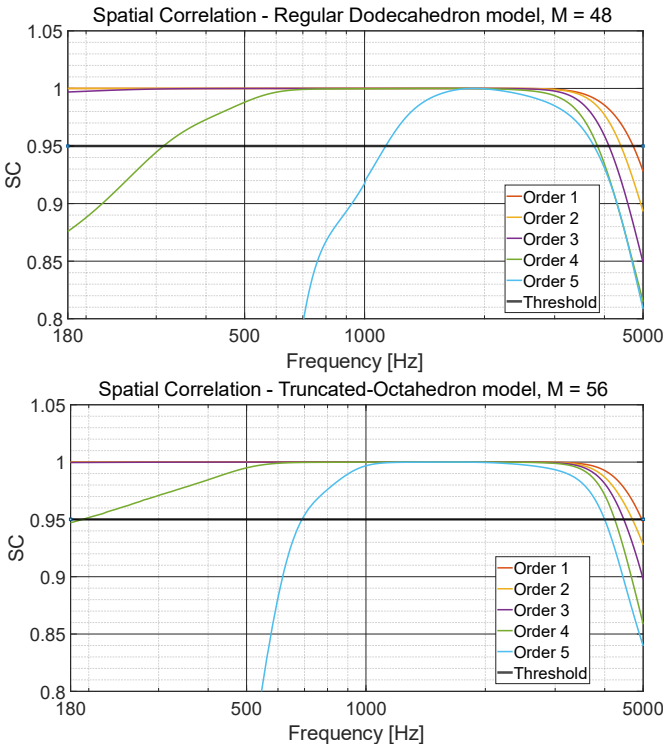 Spatial Correlation - Regular Dodecahedron model, M = 48
1.05
1
0.95
0.9
0.85
0.8
SC
Order 1
Order 2
Order 3
Order 4
Order 5
Threshold
180 500 1000 5000
Frequency [Hz]
Spatial Correlation - Truncated-Octahedron model, M = 56
1.05
1
0.95
0.9
0.85
0.8
SC
Order 1
Order 2
Order 3
Order 4
Order 5
Threshold
180 500 1000 5000
Frequency [Hz]